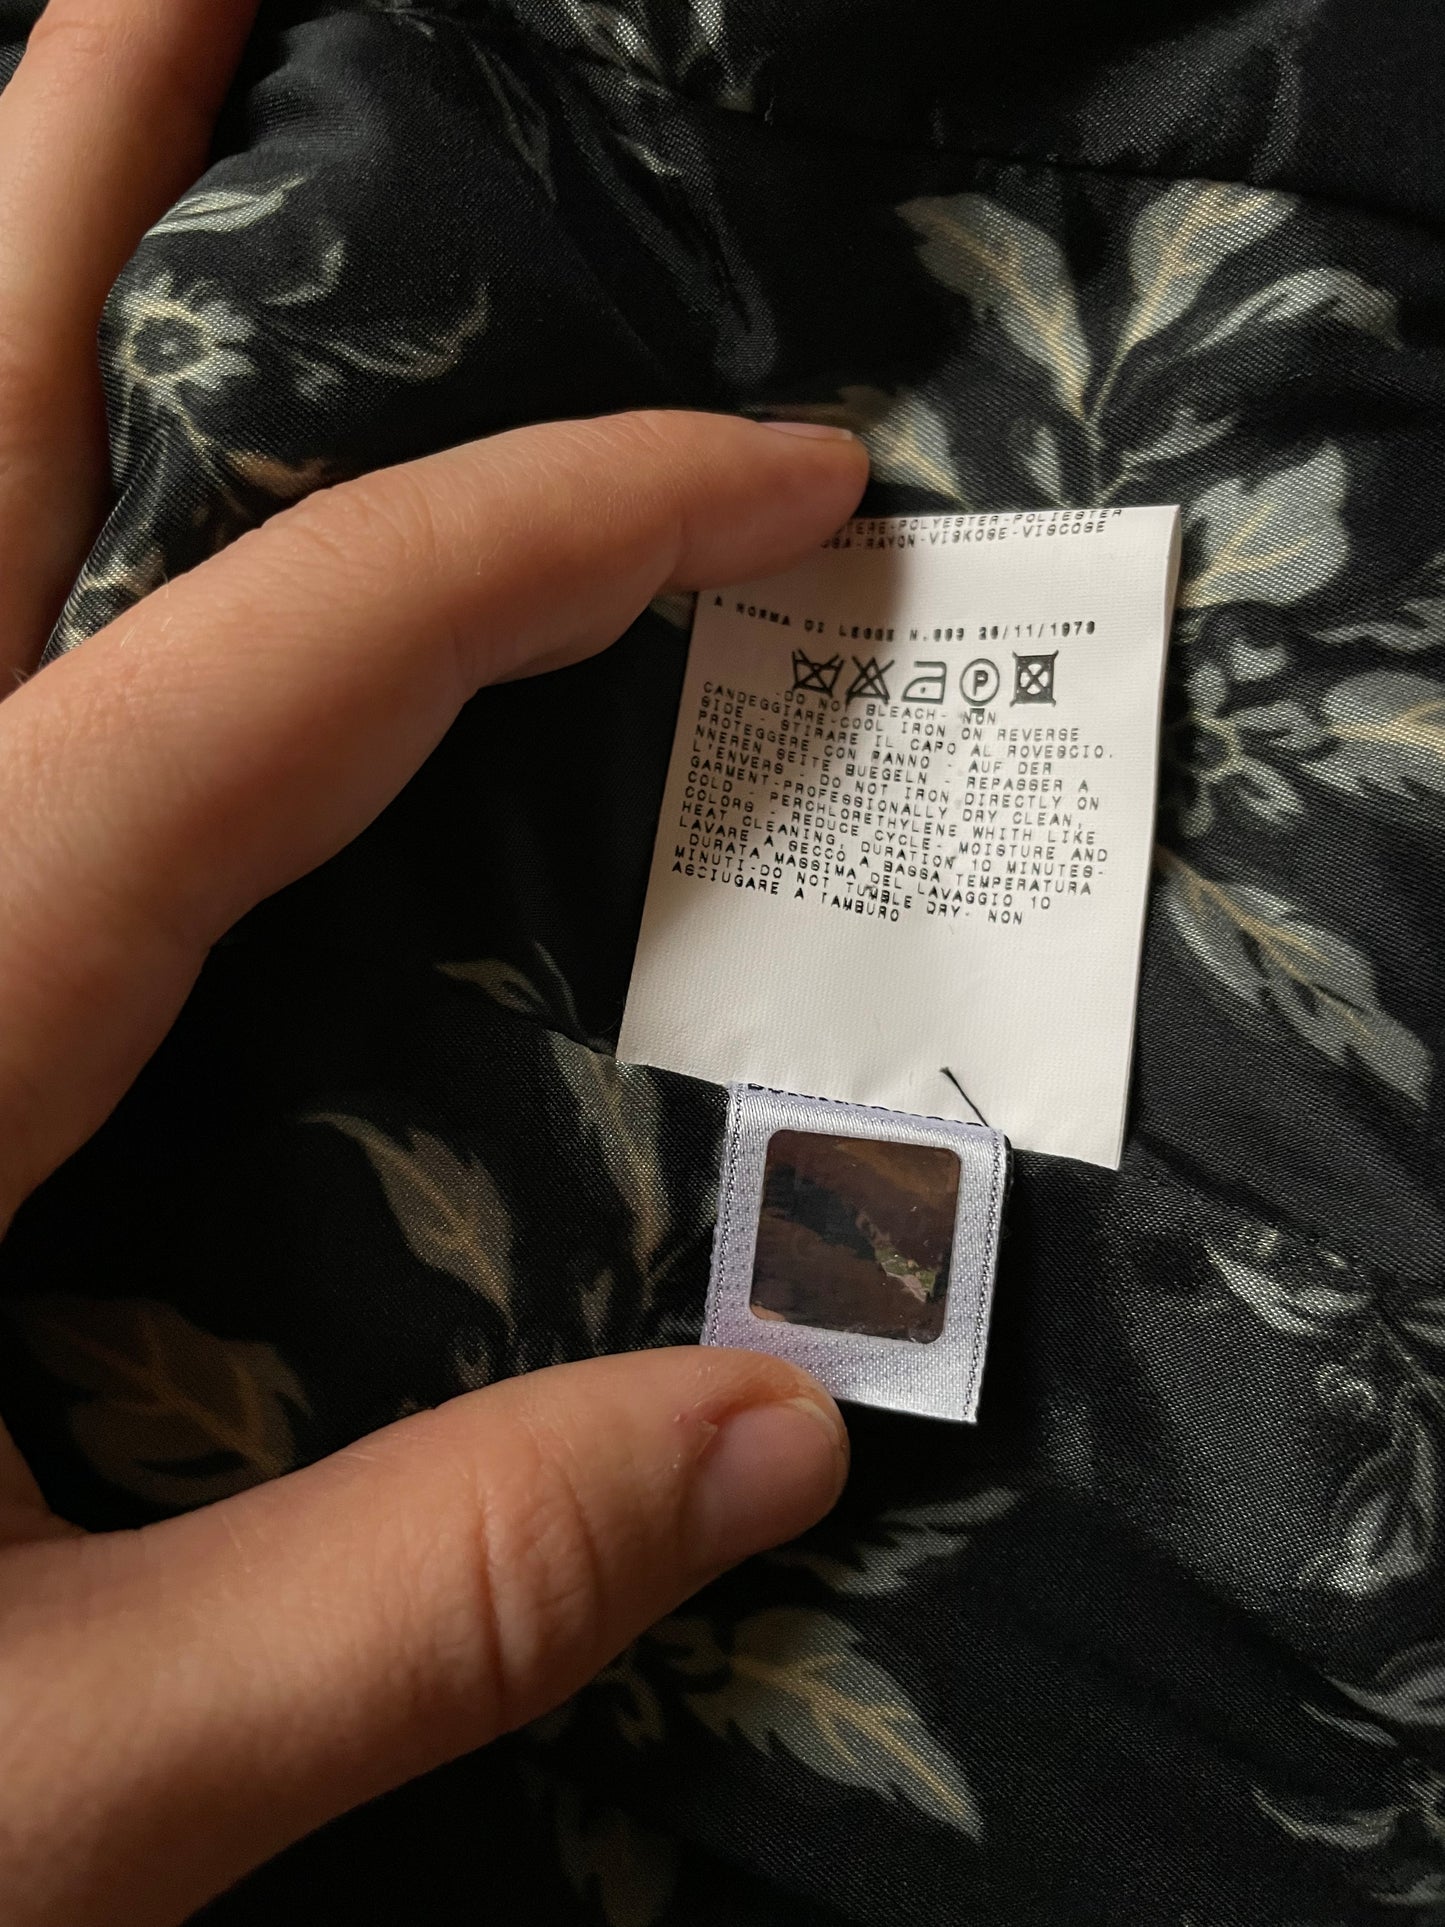 TERE-POLYESTER-POLIESTER
OSA-RAYON-VISKOSE-VISCOSE
A NORMA DI LEGGE N.883 26/11/1973
P
-DO NOT BLEACH- NON
CANDEGGIARE-COOL IRON ON REVERSE
SIDE - STIRARE IL CAPO AL ROVESCIO.
PROTEGGERE CON PANNO - AUF DER
NNEREN SEITE BUEGELN - REPASSER A
L'ENVERS - DO NOT IRON DIRECTLY ON
GARMENT-PROFESSIONALLY DRY CLEAN,
COLD - PERCHLORETHYLENE WHITH LIKE
COLORS - REDUCE CYCLE- MOISTURE AND
HEAT CLEANING, DURATION 10 MINUTES-
LAVARE A SECCO A BASSA TEMPERATURA
DURATA MASSIMA DEL LAVAGGIO 10
MINUTI-DO NOT TUMBLE DRY- NON
ASCIUGARE A TAMBURO